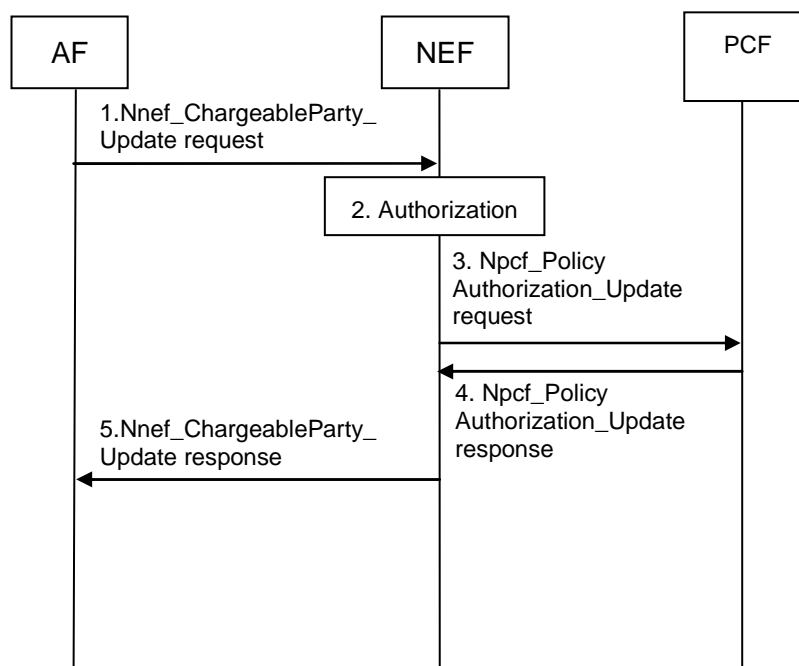 AF
NEF
PCF
1.Nnef_ChargeableParty_
Update request
2. Authorization
3. Npcf_Policy
Authorization_Update
request
4. Npcf_Policy
Authorization_Update
response
5.Nnef_ChargeableParty_
Update response